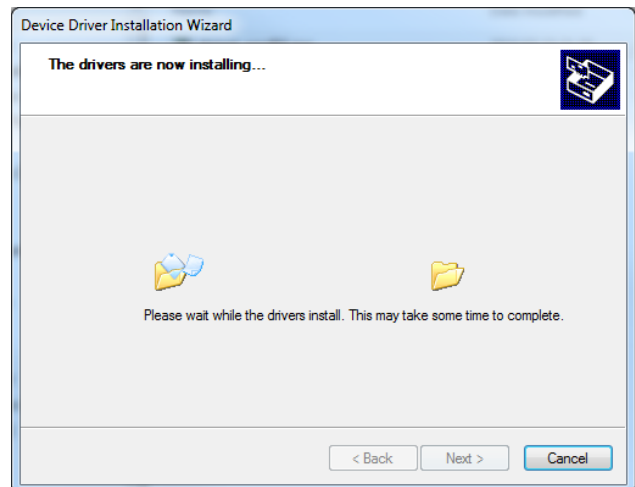 Device Driver Installation Wizard
The drivers are now installing...
Please wait while the drivers install. This may take some time to complete.
< Back Next > Cancel